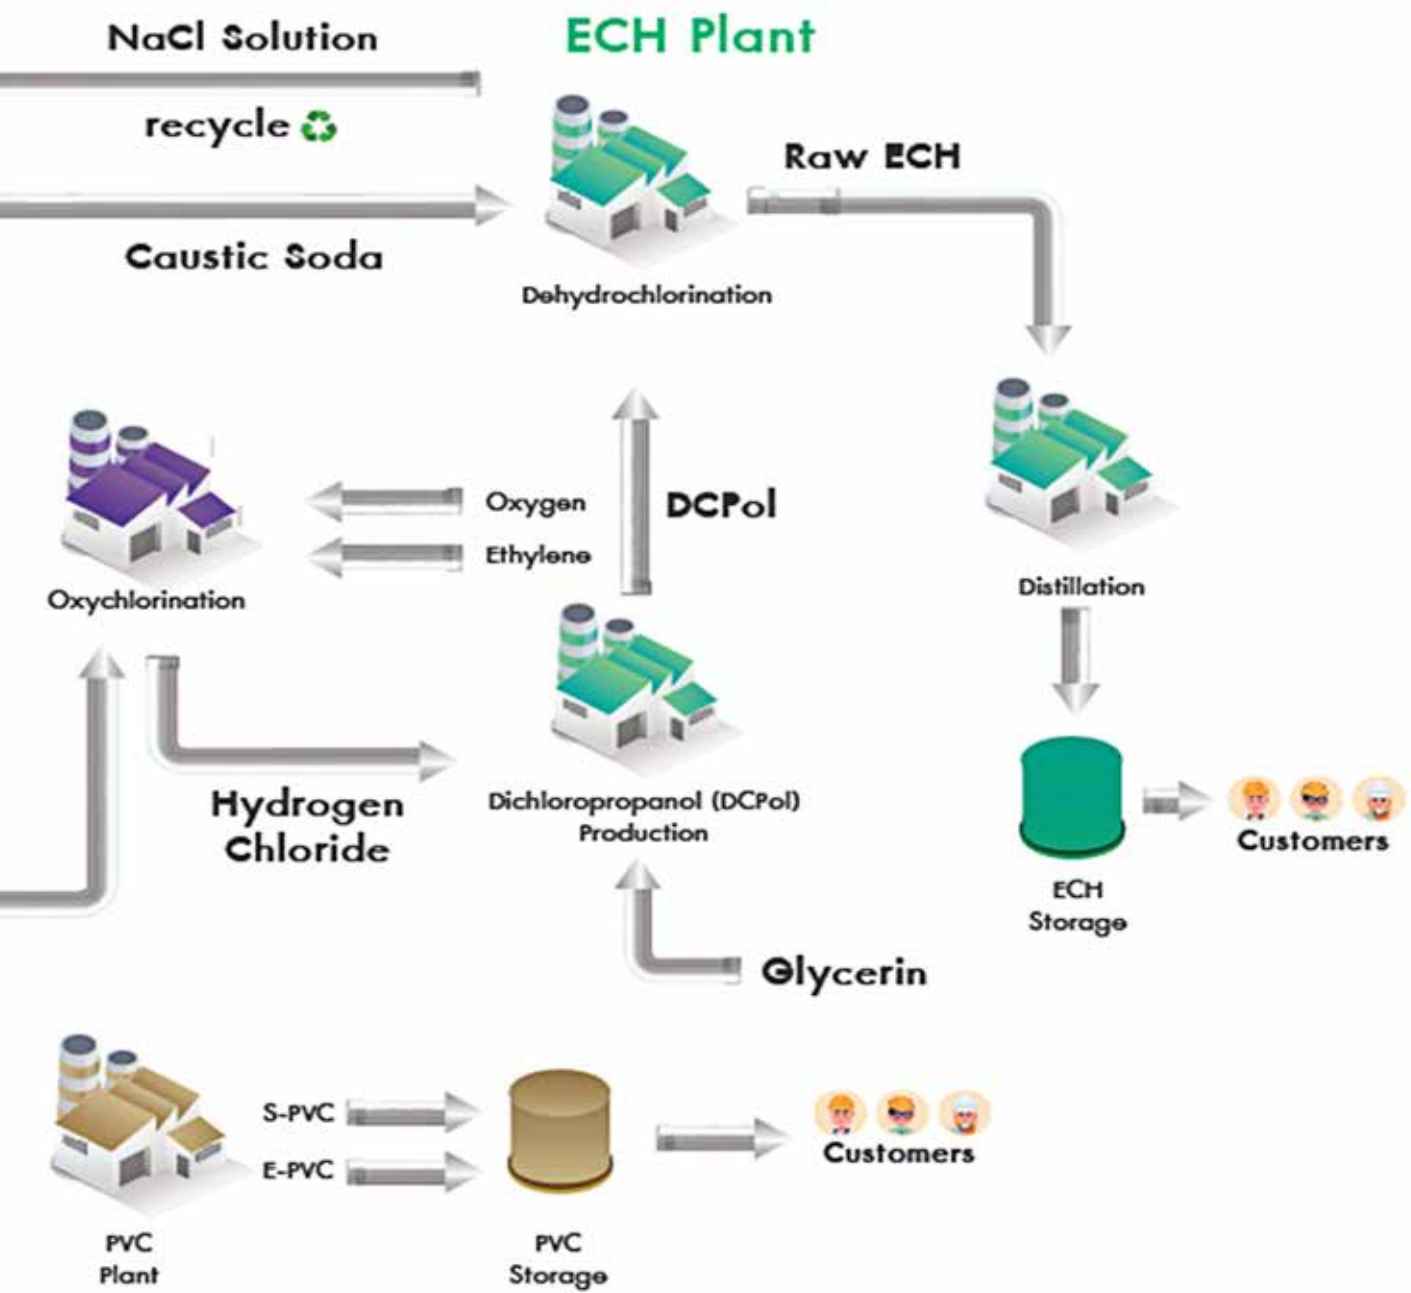 NaCl Solution
ECH Plant
recycle
Raw ECH
Caustic Soda
Dehydrochlorination
Oxygen
DCPol
Ethylene
Distillation
Oxychlorination
Hydrogen
Chloride
Dichloropropanol (DCPol)
Production
Customers
ECH
Storage
Glycerin
S-PVC
E-PVC
Customers
PVC
Plant
PVC
Storage